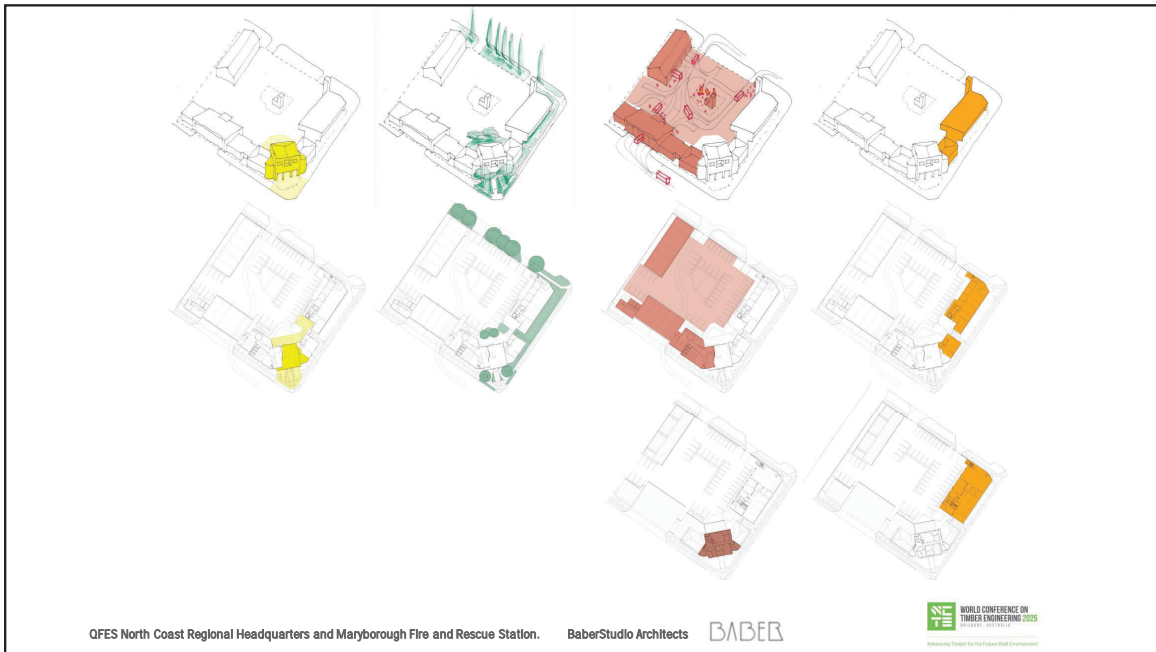 QFES North Coast Regional Headquarters and Maryborough Fire and Rescue Station. BaberStudio Architects BABER
WCTE
WORLD CONFERENCE ON
TIMBER ENGINEERING 2025
BRISBANE, AUSTRALIA
Advancing Timber for the Future Built Environment